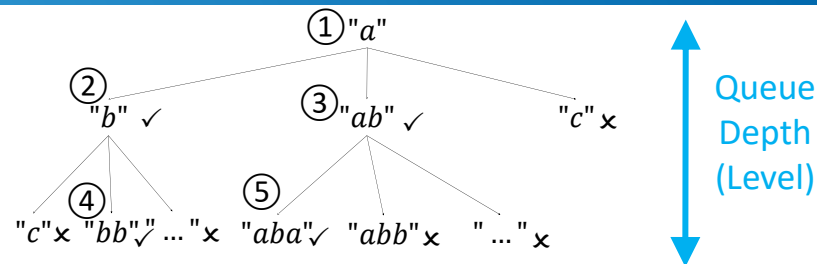 ① "a"
② ③ Queue
"b" ✓ "ab" ✓ "c" ✗ Depth
(Level)
④ ⑤
"c" ✗ "bb" ✓ " ... " ✗ "aba" ✓ "abb" ✗ " ... " ✗